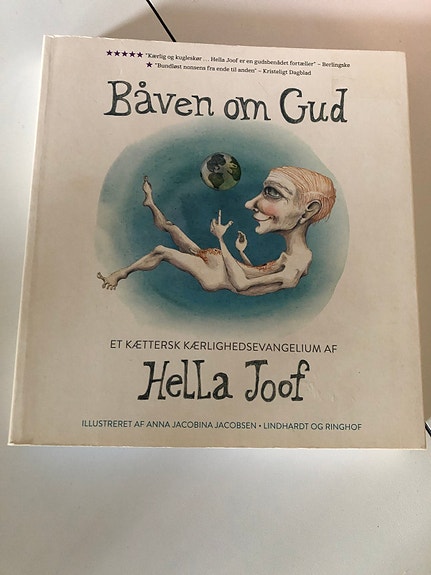 ★★★★★ "Kærlig og kugleskør ... Hella Joof er en gudsbenådet fortæller" – Berlingske
★ "Bundløst nonsens fra ende til anden" – Kristeligt Dagblad
Båven om Gud
ET KÆTTERSK KÆRLIGHEDSEVANGELIUM AF
Hella Joof
ILLUSTRERET AF ANNA JACOBINA JACOBSEN • LINDHARDT OG RINGHOF